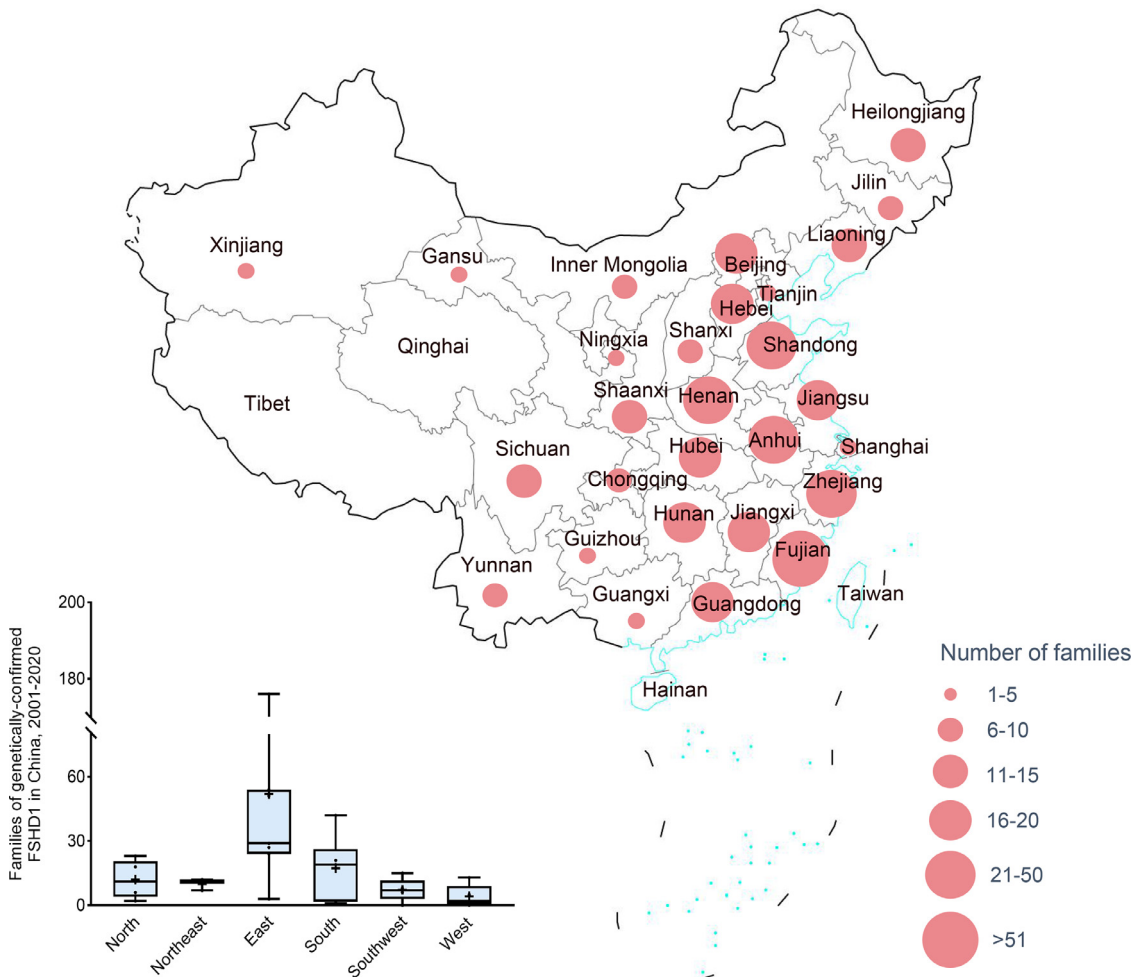 Heilongjiang
Jilin
Liaoning
Xinjiang
Gansu
Inner Mongolia
Beijing
Tianjin
Hebei
Ningxia
Shanxi
Qinghai
Shandong
Tibet
Shaanxi
Henan
Jiangsu
Sichuan
Hubei
Anhui
Shanghai
Chongqing
Zhejiang
Hunan
Jiangxi
Guizhou
Fujian
Yunnan
Guangxi
Guangdong
Taiwan
Hainan
Number of families
1-5
6-10
11-15
16-20
21-50
>51
Families of genetically-confirmed
FSHD1 in China, 2001-2020
200
180
60
30
0
North
Northeast
East
South
Southwest
West